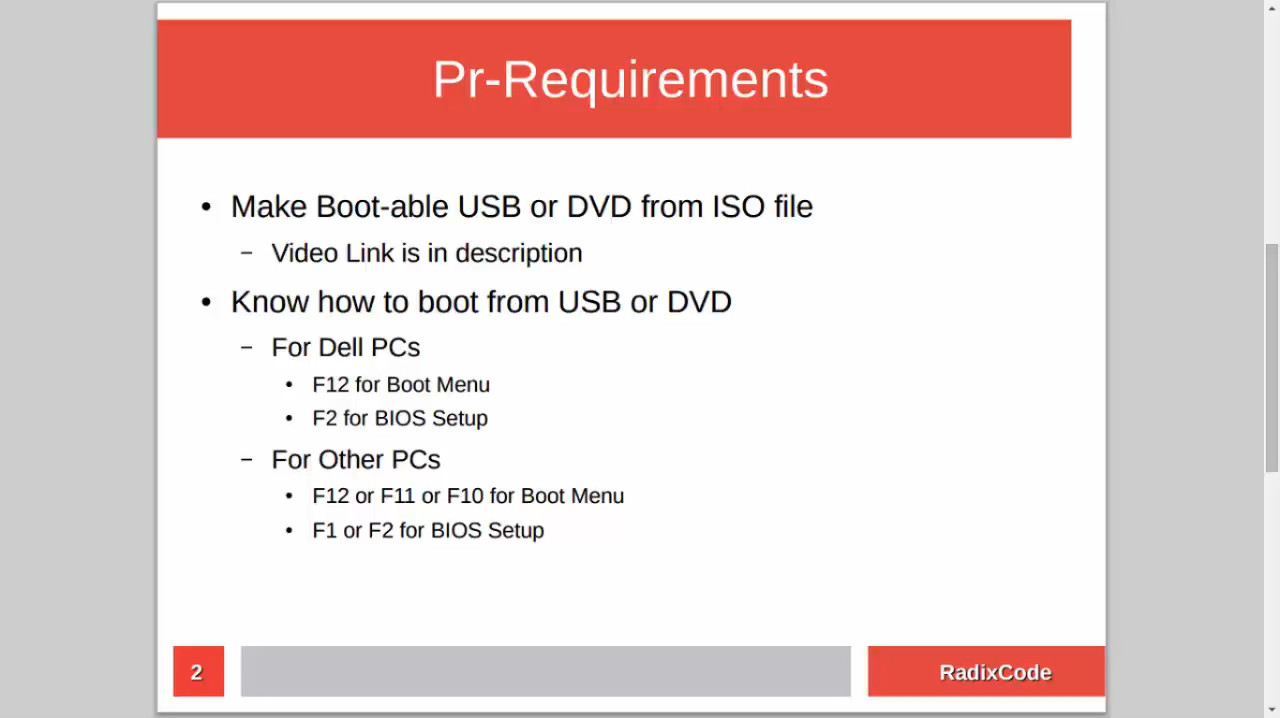 Pr-Requirements
• Make Boot-able USB or DVD from ISO file
– Video Link is in description
• Know how to boot from USB or DVD
– For Dell PCs
• F12 for Boot Menu
• F2 for BIOS Setup
– For Other PCs
• F12 or F11 or F10 for Boot Menu
• F1 or F2 for BIOS Setup
2
RadixCode